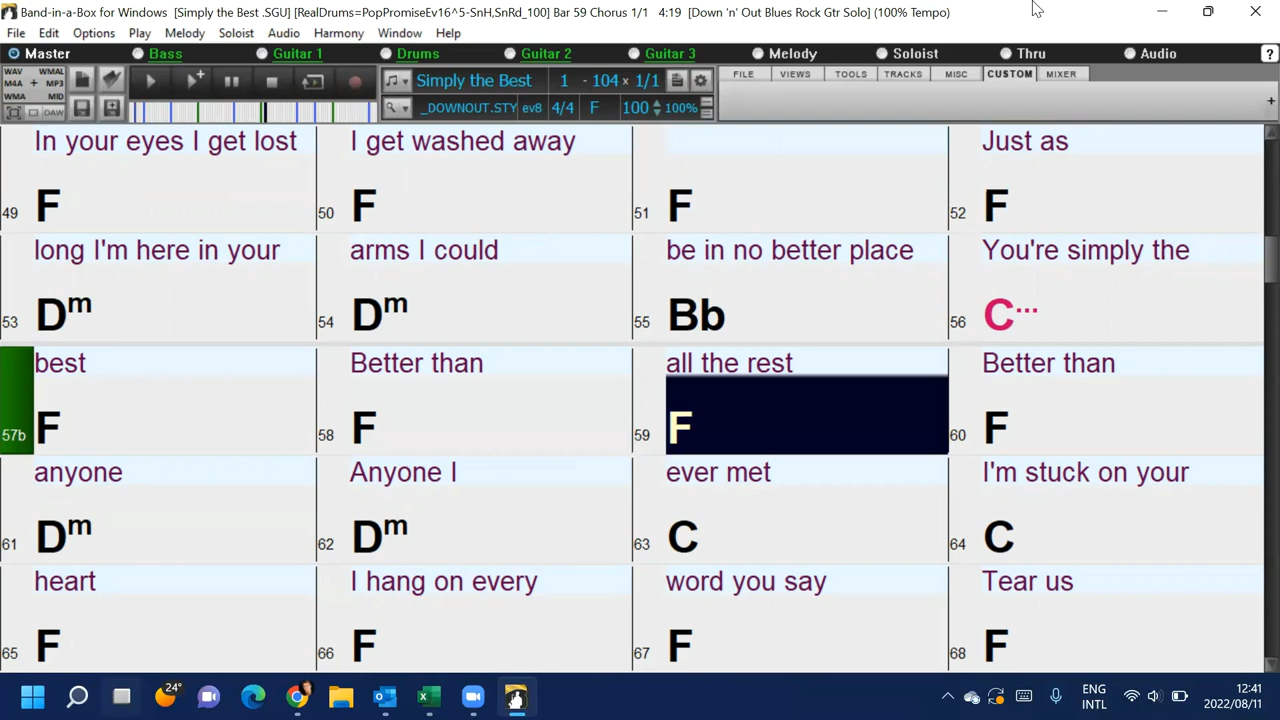 Band-in-a-Box for Windows [Simply the Best .SGU] [RealDrums=PopPromiseEv16^5-SnH,SnRd_100] Bar 59 Chorus 1/1 4:19 [Down 'n' Out Blues Rock Gtr Solo] (100% Tempo)
File Edit Options Play Melody Soloist Audio Harmony Window Help
Master Bass Guitar 1 Drums Guitar 2 Guitar 3 Melody Soloist Thru Audio ?
WAV WMAL
M4A + MP3
WMA MID
DAW
Simply the Best 1 - 104 x 1/1
_DOWNOUT.STY ev8 4/4 F 100 100%
FILE VIEWS TOOLS TRACKS MISC CUSTOM MIXER
+
In your eyes I get lost I get washed away Just as
49 F 50 F 51 F 52 F
long I'm here in your arms I could be in no better place You're simply the
53 Dm 54 Dm 55 Bb 56 C...
best Better than all the rest Better than
57b F 58 F 59 F 60 F
anyone Anyone I ever met I'm stuck on your
61 Dm 62 Dm 63 C 64 C
heart I hang on every word you say Tear us
65 F 66 F 67 F 68 F
24°
ENG
INTL
12:41
2022/08/11